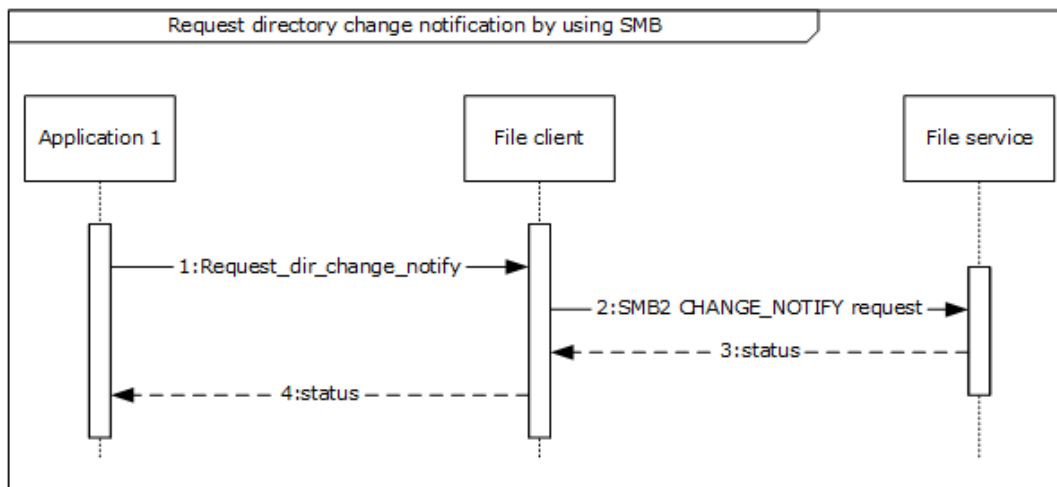 Request directory change notification by using SMB
Application 1
File client
File service
1:Request_dir_change_notify
2:SMB2 CHANGE_NOTIFY request
3:status
4:status